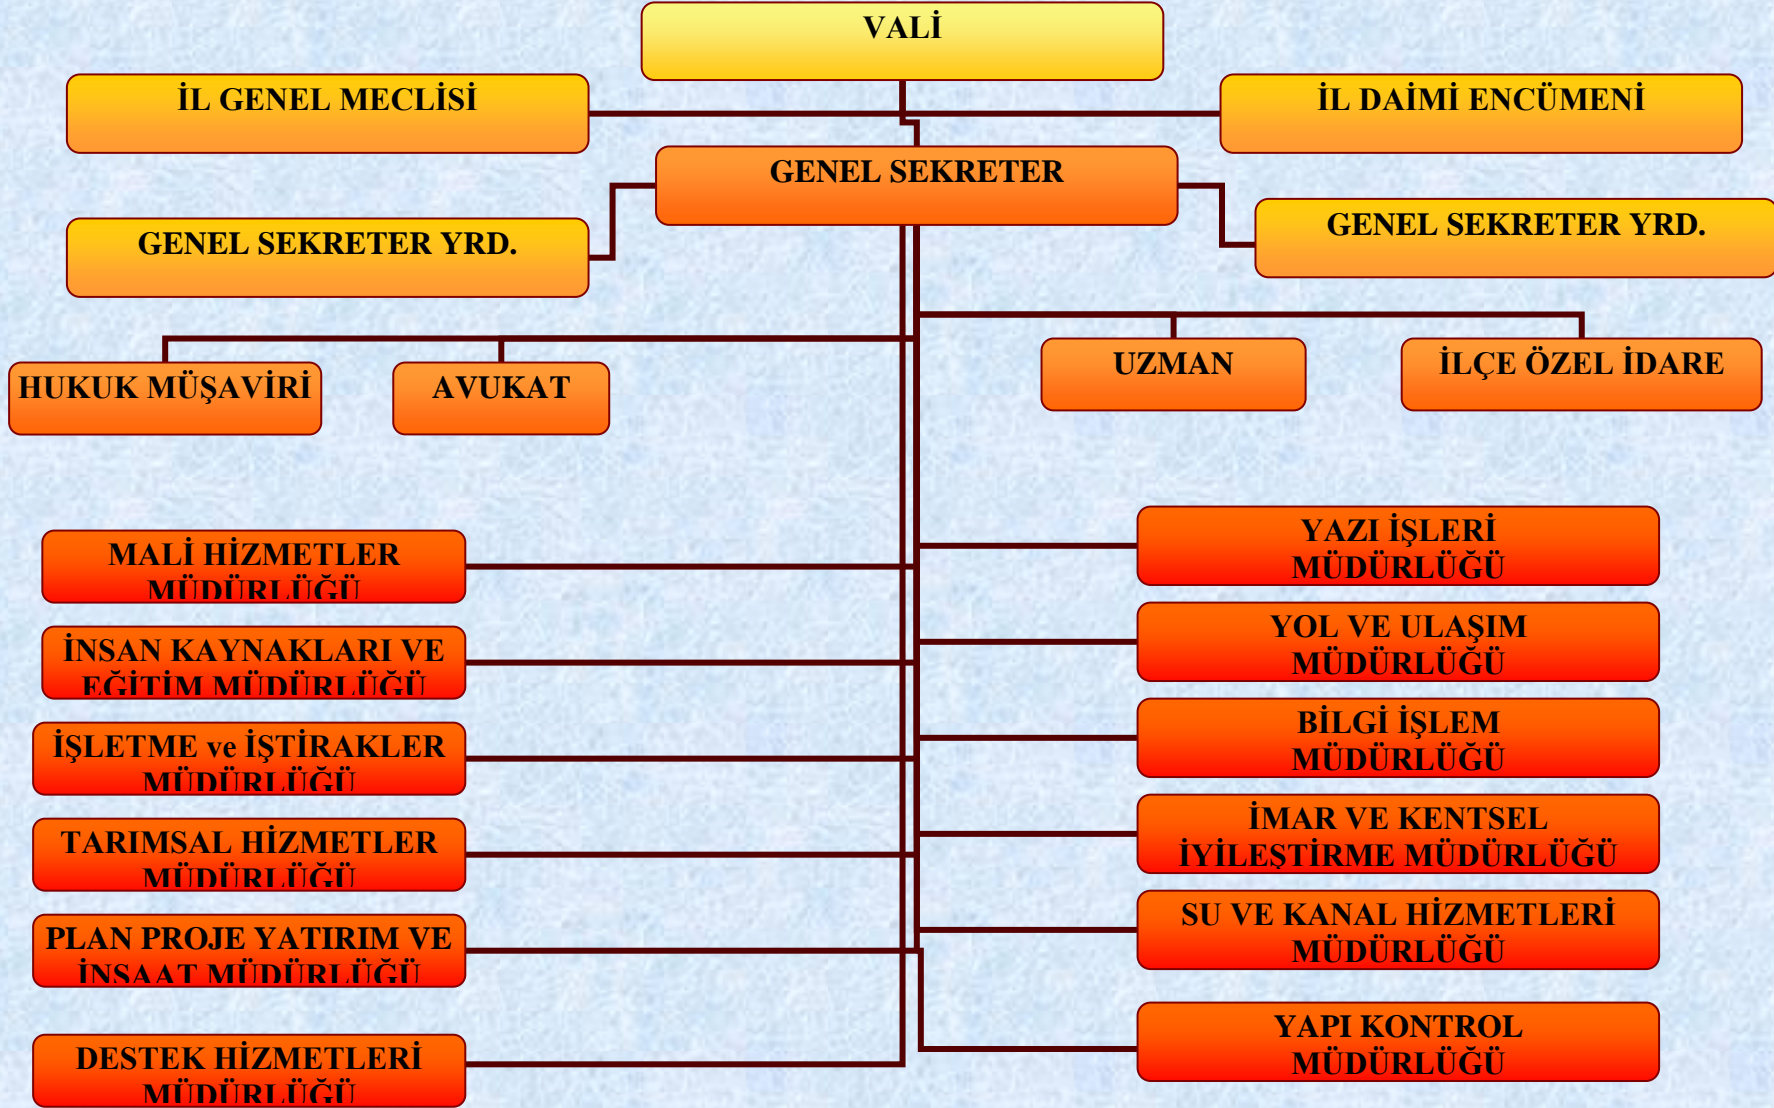 VALİ
İL GENEL MECLİSİ
İL DAİMİ ENCÜMENİ
GENEL SEKRETER
GENEL SEKRETER YRD.
GENEL SEKRETER YRD.
HUKUK MÜŞAVİRİ
AVUKAT
UZMAN
İLÇE ÖZEL İDARE
MALİ HİZMETLER
MÜDÜRLÜĞÜ
İNSAN KAYNAKLARI VE
EĞİTİM MÜDÜRLÜĞÜ
İŞLETME ve İŞTİRAKLER
MÜDÜRLÜĞÜ
TARIMSAL HİZMETLER
MÜDÜRLÜĞÜ
PLAN PROJE YATIRIM VE
İNŞAAT MÜDÜRLÜĞÜ
DESTEK HİZMETLERİ
MÜDÜRLÜĞÜ
YAZI İŞLERİ
MÜDÜRLÜĞÜ
YOL VE ULAŞIM
MÜDÜRLÜĞÜ
BİLGİ İŞLEM
MÜDÜRLÜĞÜ
İMAR VE KENTSEL
İYİLEŞTİRME MÜDÜRLÜĞÜ
SU VE KANAL HİZMETLERİ
MÜDÜRLÜĞÜ
YAPI KONTROL
MÜDÜRLÜĞÜ